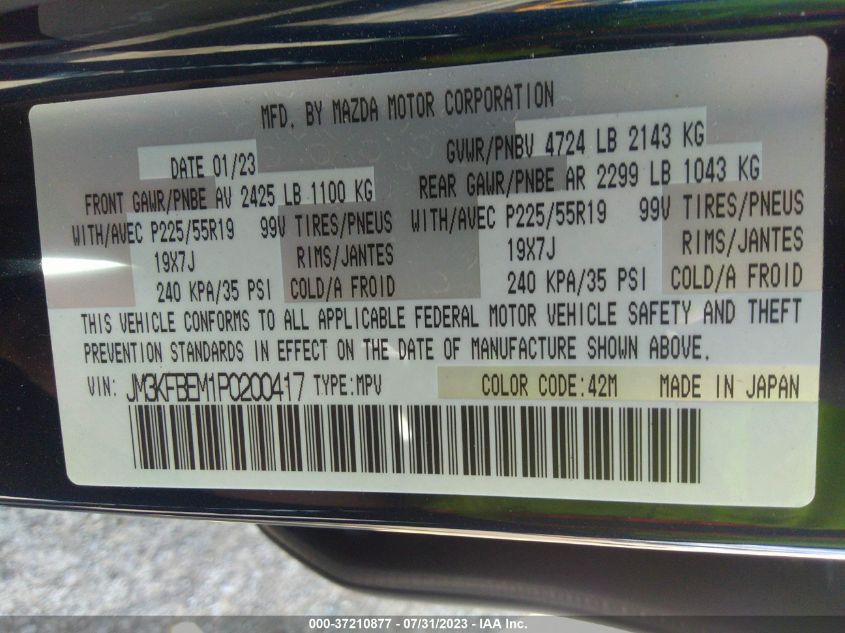 MFD. BY MAZDA MOTOR CORPORATION
DATE 01/23 GVWR/PNBV 4724 LB 2143 KG
FRONT GAWR/PNBE AV 2425 LB 1100 KG REAR GAWR/PNBE AR 2299 LB 1043 KG
WITH/AVEC P225/55R19 99V TIRES/PNEUS WITH/AVEC P225/55R19 99V TIRES/PNEUS
19X7J RIMS/JANTES 19X7J RIMS/JANTES
240 KPA/35 PSI COLD/A FROID 240 KPA/35 PSI COLD/A FROID
THIS VEHICLE CONFORMS TO ALL APPLICABLE FEDERAL MOTOR VEHICLE SAFETY AND THEFT
PREVENTION STANDARDS IN EFFECT ON THE DATE OF MANUFACTURE SHOWN ABOVE.
VIN: JM3KFBEM1P0200417 TYPE:MPV COLOR CODE:42M MADE IN JAPAN
000-37210877 - 07/31/2023 - IAA Inc.